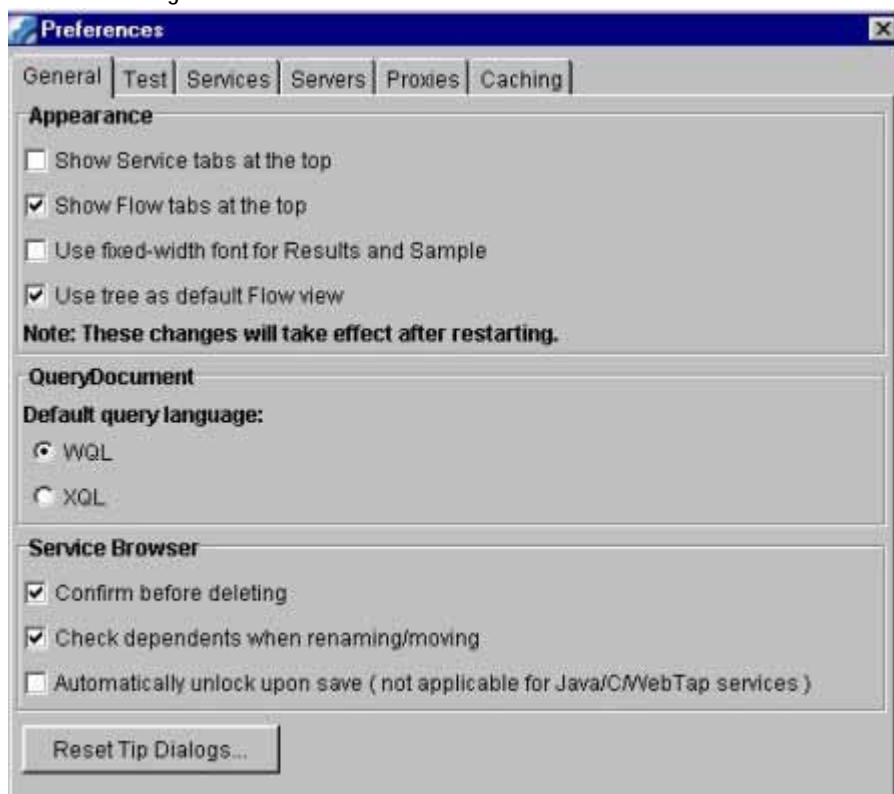 Preferences
General Test Services Servers Proxies Caching
Appearance
Show Service tabs at the top
Show Flow tabs at the top
Use fixed-width font for Results and Sample
Use tree as default Flow view
Note: These changes will take effect after restarting.
QueryDocument
Default query language:
WQL
XQL
Service Browser
Confirm before deleting
Check dependents when renaming/moving
Automatically unlock upon save ( not applicable for Java/C/WebTap services )
Reset Tip Dialogs...